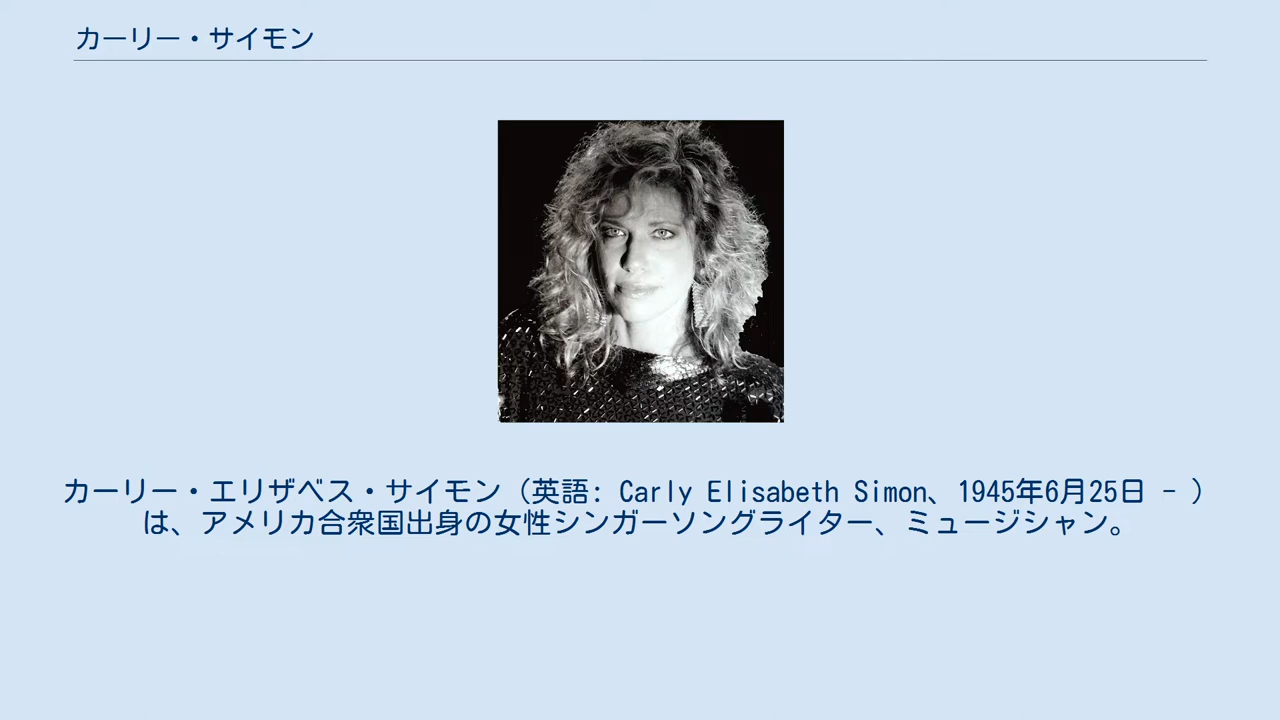 カーリー・サイモン
カーリー・エリザベス・サイモン（英語: Carly Elisabeth Simon、1945年6月25日 - ）
は、アメリカ合衆国出身の女性シンガーソングライター、ミュージシャン。